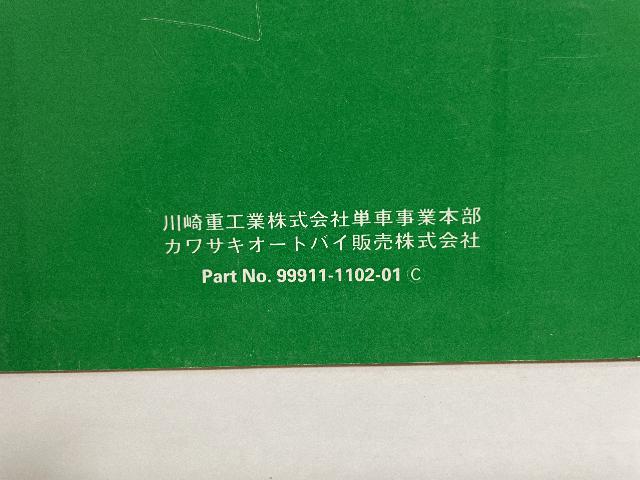 川崎重工業株式会社単車事業本部
カワサキオートバイ販売株式会社
Part No. 99911-1102-01 C